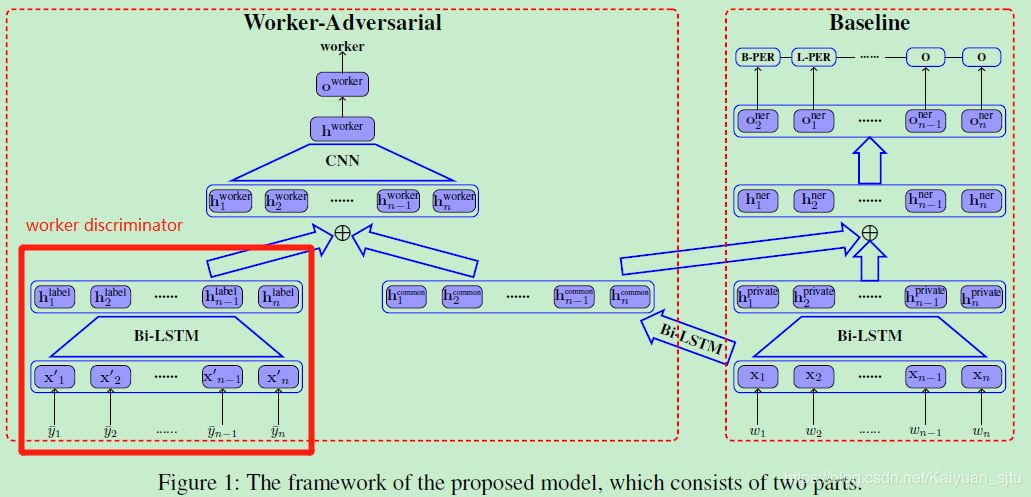 Worker-Adversarial
worker
o^worker
h^worker
CNN
h_1^worker h_2^worker ...... h_{n-1}^worker h_n^worker
⊕
worker discriminator
h_1^label h_2^label ...... h_{n-1}^label h_n^label
Bi-LSTM
x'_1 x'_2 ...... x'_{n-1} x'_n
ȳ_1 ȳ_2 ...... ȳ_{n-1} ȳ_n
h_1^common h_2^common ...... h_{n-1}^common h_n^common
Bi-LSTM
Baseline
B-PER L-PER ...... O O
o_2^ner o_1^ner ...... o_{n-1}^ner o_n^ner
h_1^ner h_2^ner ...... h_{n-1}^ner h_n^ner
⊕
h_1^private h_2^private ...... h_{n-1}^private h_n^private
Bi-LSTM
x_1 x_2 ...... x_{n-1} x_n
w_1 w_2 ...... w_{n-1} w_n
Figure 1: The framework of the proposed model, which consists of two parts.
https://blog.csdn.net/Kaiyuan_sjtu